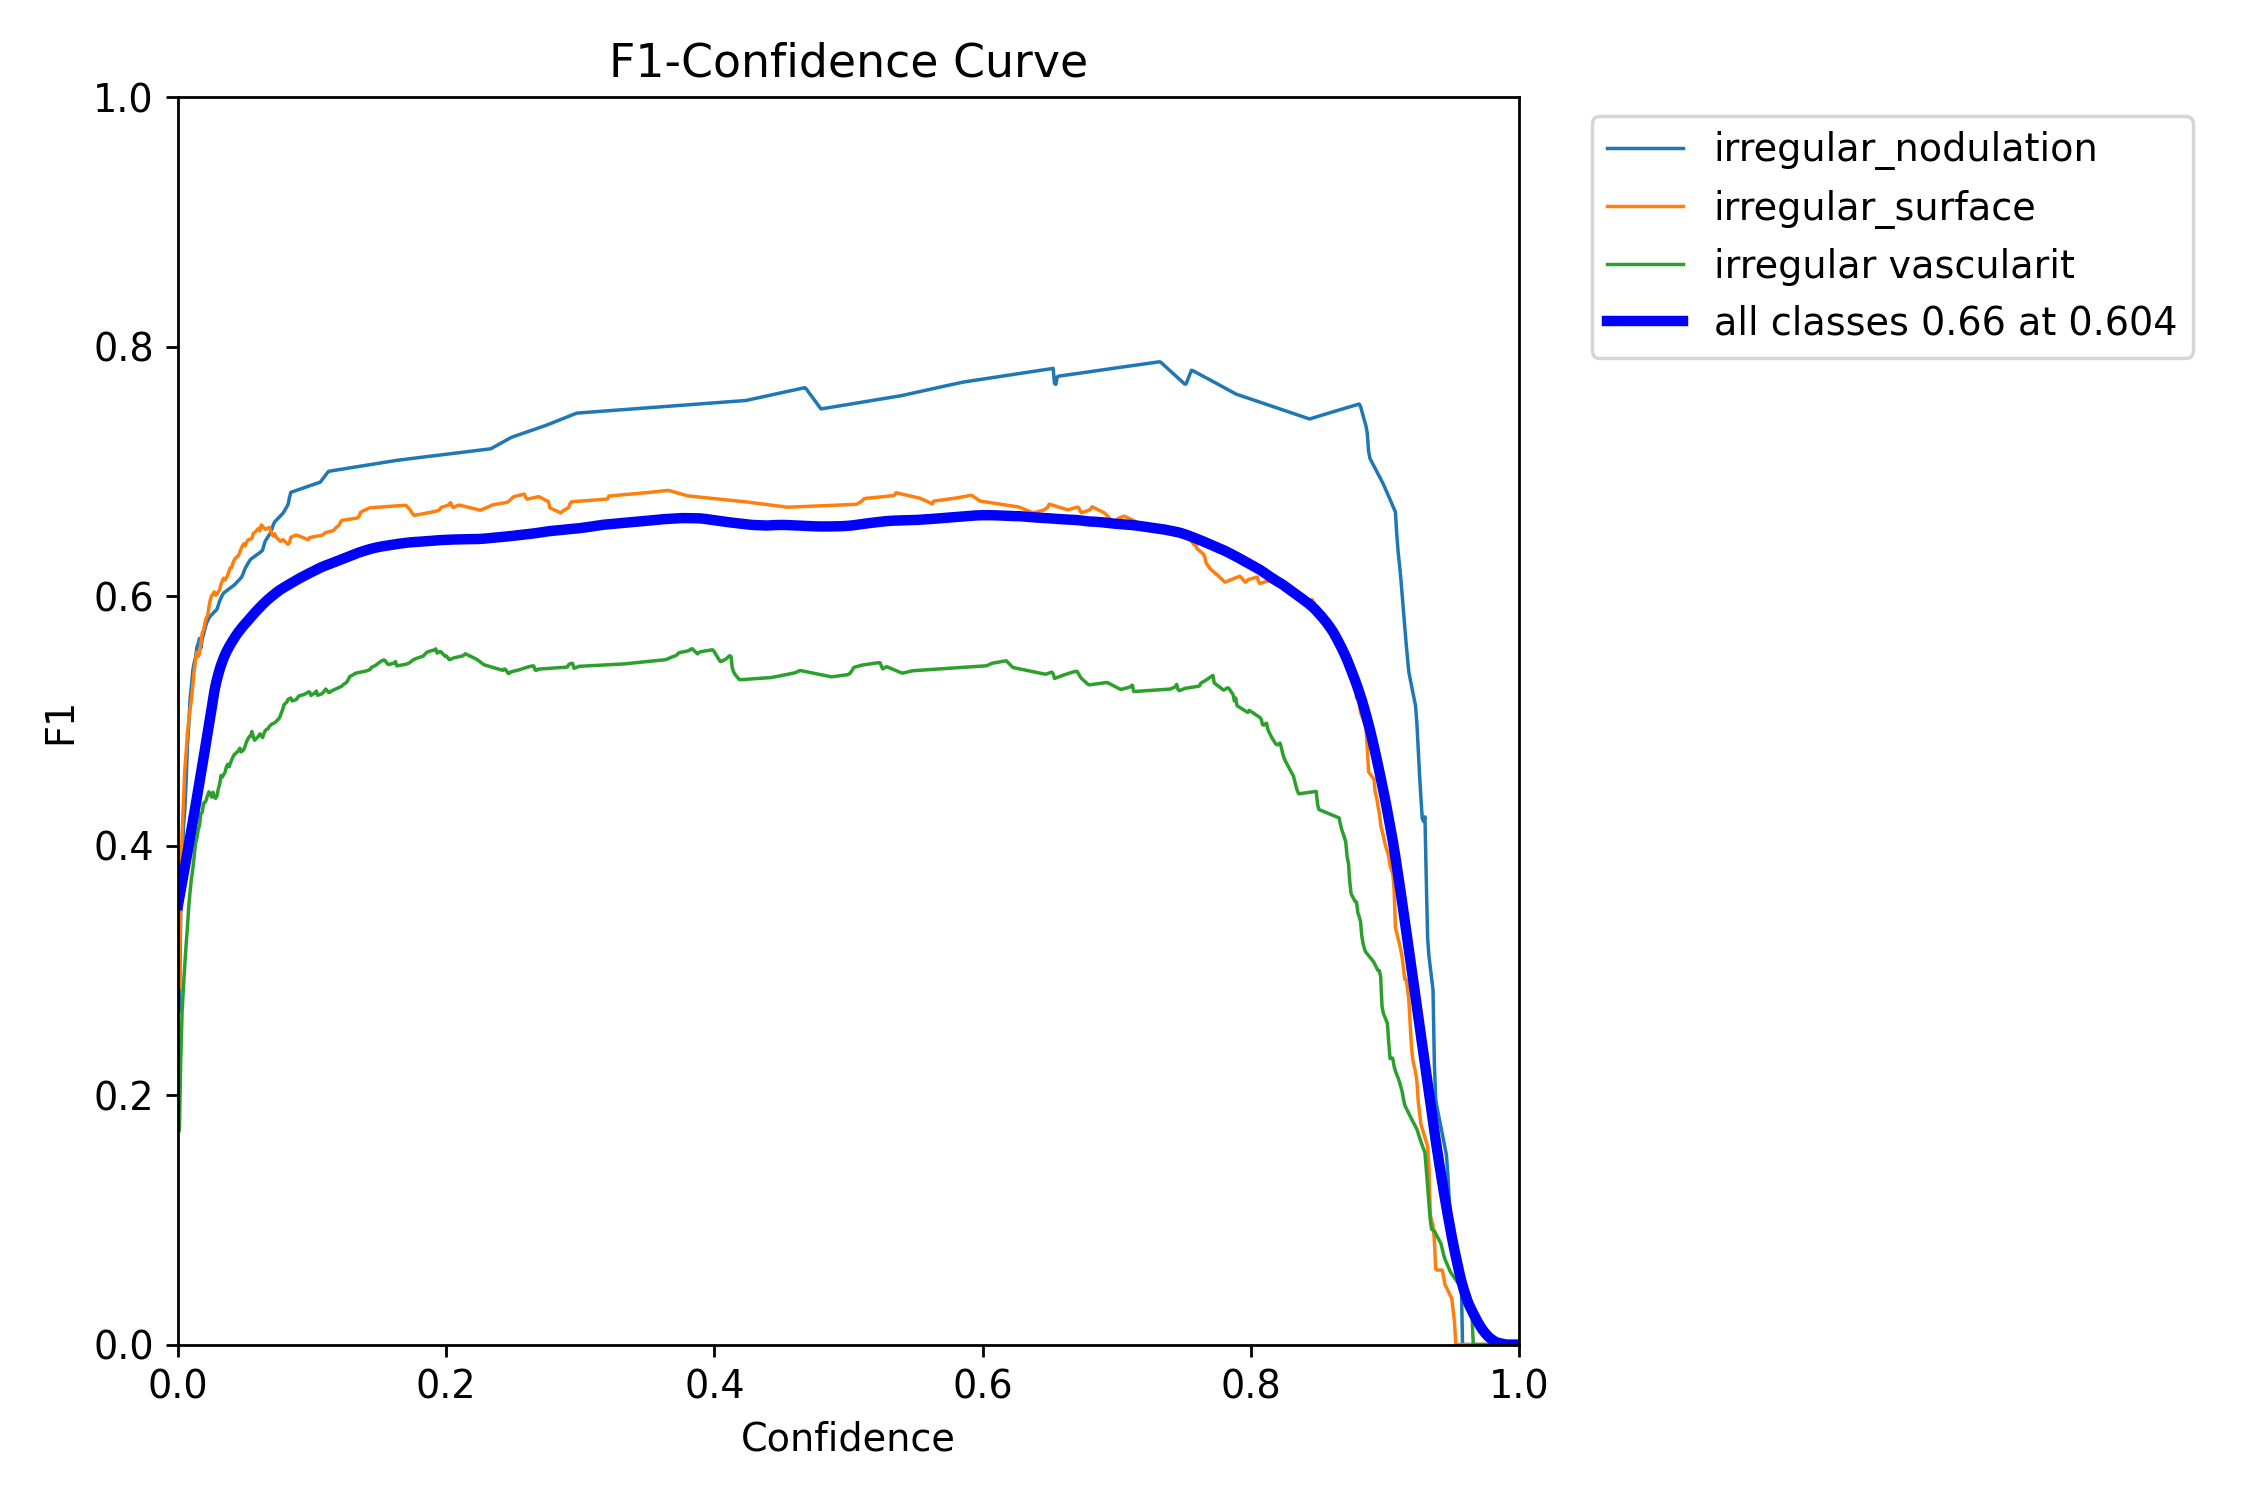 F1-Confidence Curve
1.0
0.8
0.6
0.4
0.2
0.0
F1
0.0 0.2 0.4 0.6 0.8 1.0
Confidence
irregular_nodulation
irregular_surface
irregular vascularit
all classes 0.66 at 0.604